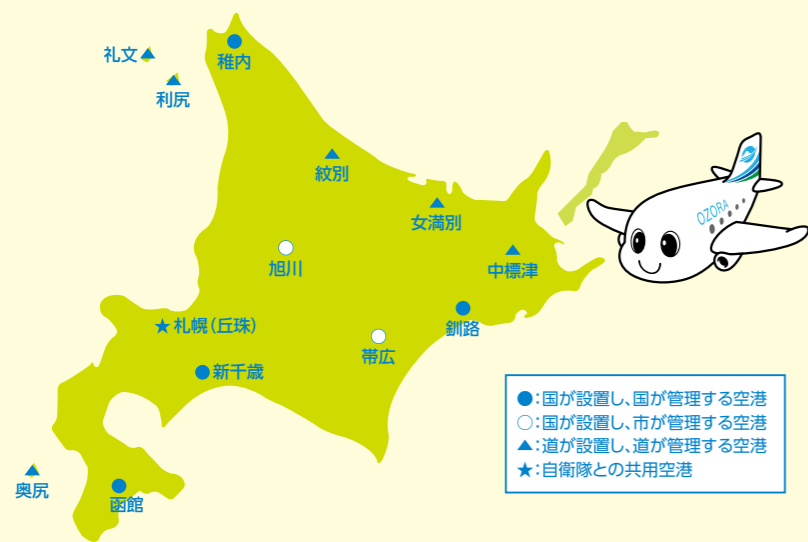 礼文
稚内
利尻
紋別
女満別
OZORA
旭川
中標津
★札幌(丘珠)
釧路
帯広
新千歳
奥尻
函館
●:国が設置し、国が管理する空港
○:国が設置し、市が管理する空港
▲:道が設置し、道が管理する空港
★:自衛隊との共用空港